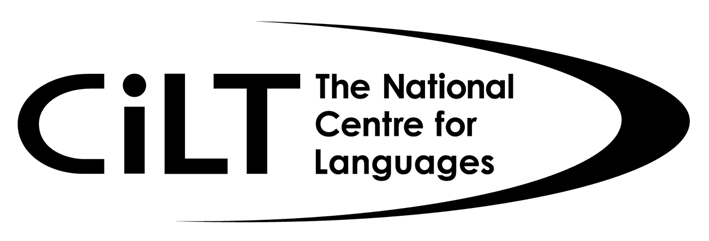 CiLT
The National
Centre for
Languages